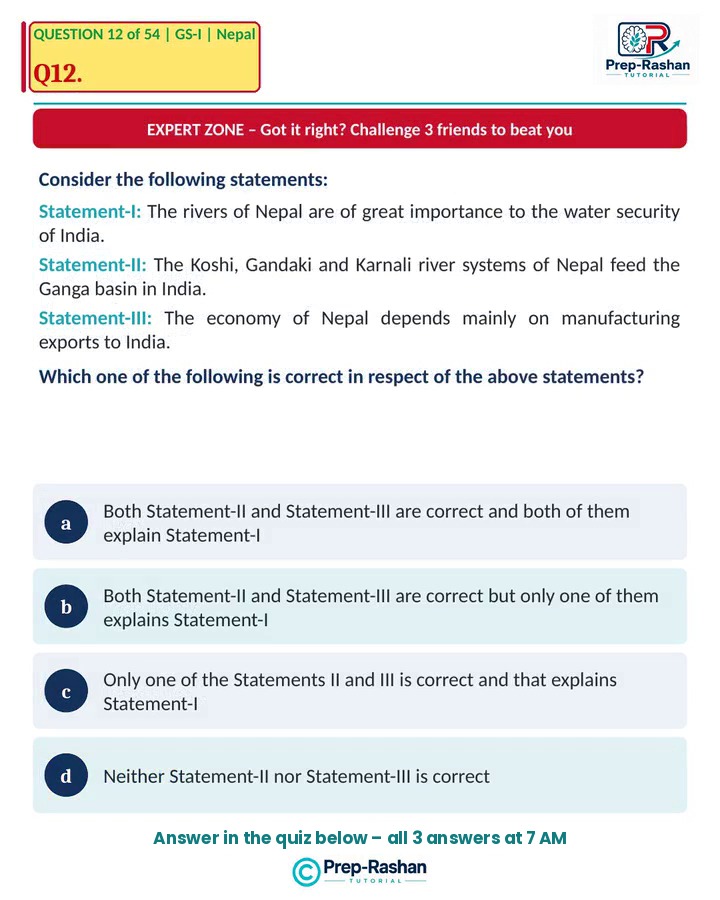 QUESTION 12 of 54 | GS-I | Nepal
Q12.
Prep-Rashan
TUTORIAL
EXPERT ZONE – Got it right? Challenge 3 friends to beat you
Consider the following statements:
Statement-I: The rivers of Nepal are of great importance to the water security
of India.
Statement-II: The Koshi, Gandaki and Karnali river systems of Nepal feed the
Ganga basin in India.
Statement-III: The economy of Nepal depends mainly on manufacturing
exports to India.
Which one of the following is correct in respect of the above statements?
a
Both Statement-II and Statement-III are correct and both of them
explain Statement-I
b
Both Statement-II and Statement-III are correct but only one of them
explains Statement-I
c
Only one of the Statements II and III is correct and that explains
Statement-I
d
Neither Statement-II nor Statement-III is correct
Answer in the quiz below – all 3 answers at 7 AM
© Prep-Rashan
TUTORIAL